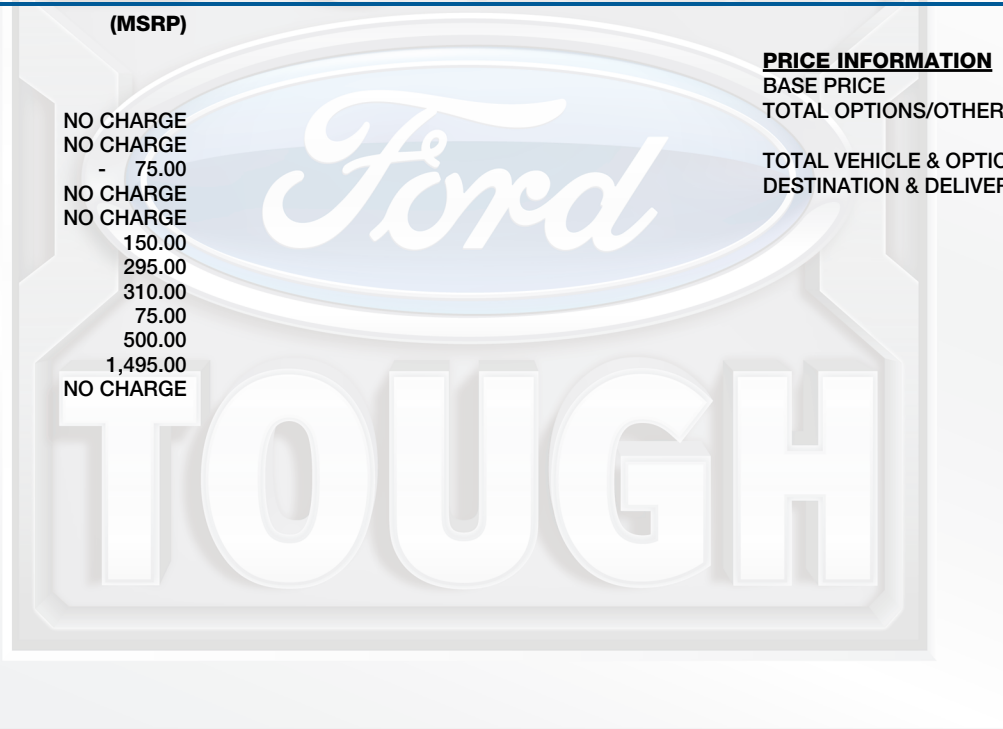 (MSRP)
NO CHARGE
NO CHARGE
- 75.00
NO CHARGE
NO CHARGE
150.00
295.00
310.00
75.00
500.00
1,495.00
NO CHARGE
PRICE INFORMATION
BASE PRICE
TOTAL OPTIONS/OTHER
TOTAL VEHICLE & OPTIO
DESTINATION & DELIVER
Ford
TOUGH